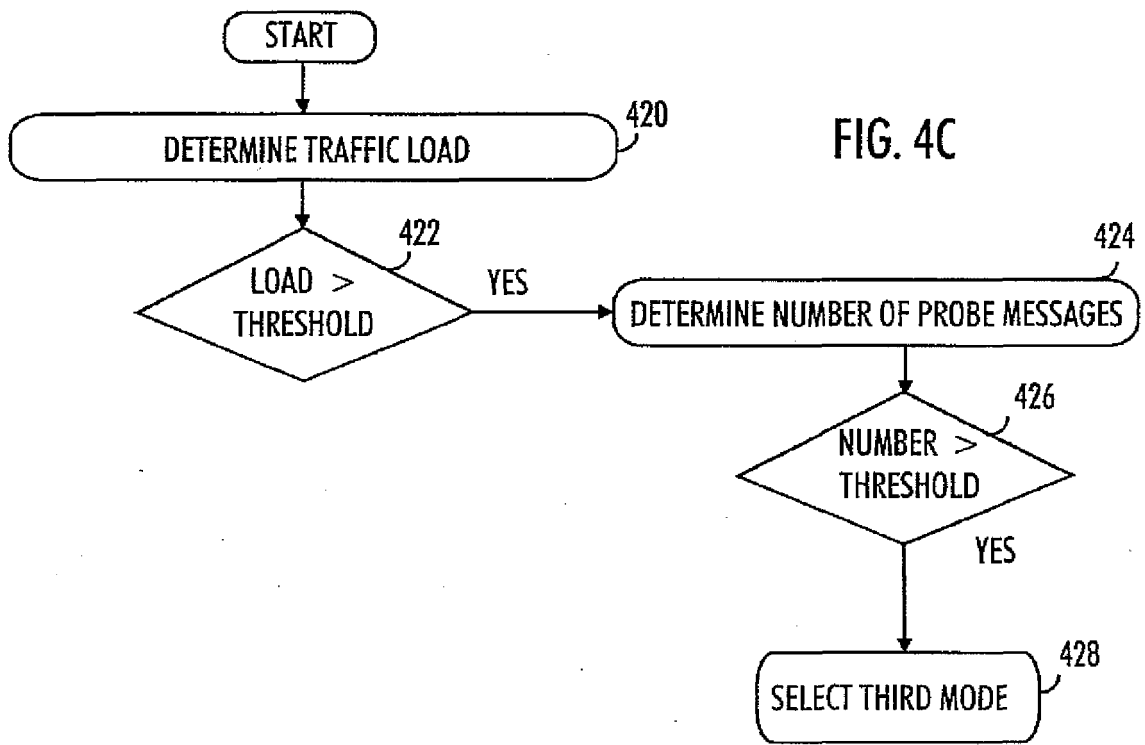 START
420
DETERMINE TRAFFIC LOAD
FIG. 4C
422
LOAD >
THRESHOLD
YES
424
DETERMINE NUMBER OF PROBE MESSAGES
426
NUMBER >
THRESHOLD
YES
428
SELECT THIRD MODE